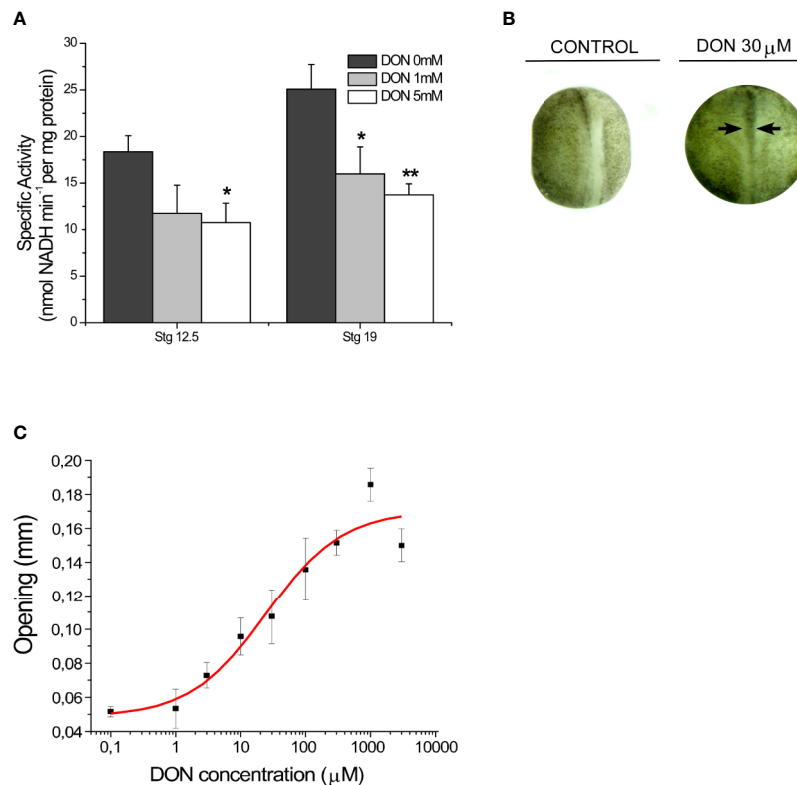 A
Specific Activity
(nmol NADH min⁻¹ per mg protein)
30
25
20
15
10
5
0
DON 0mM
DON 1mM
DON 5mM
*
*
**
Stg 12.5
Stg 19
B
CONTROL
DON 30 μM
C
Opening (mm)
0,20
0,18
0,16
0,14
0,12
0,10
0,08
0,06
0,04
0,1
1
10
100
1000
10000
DON concentration (μM)